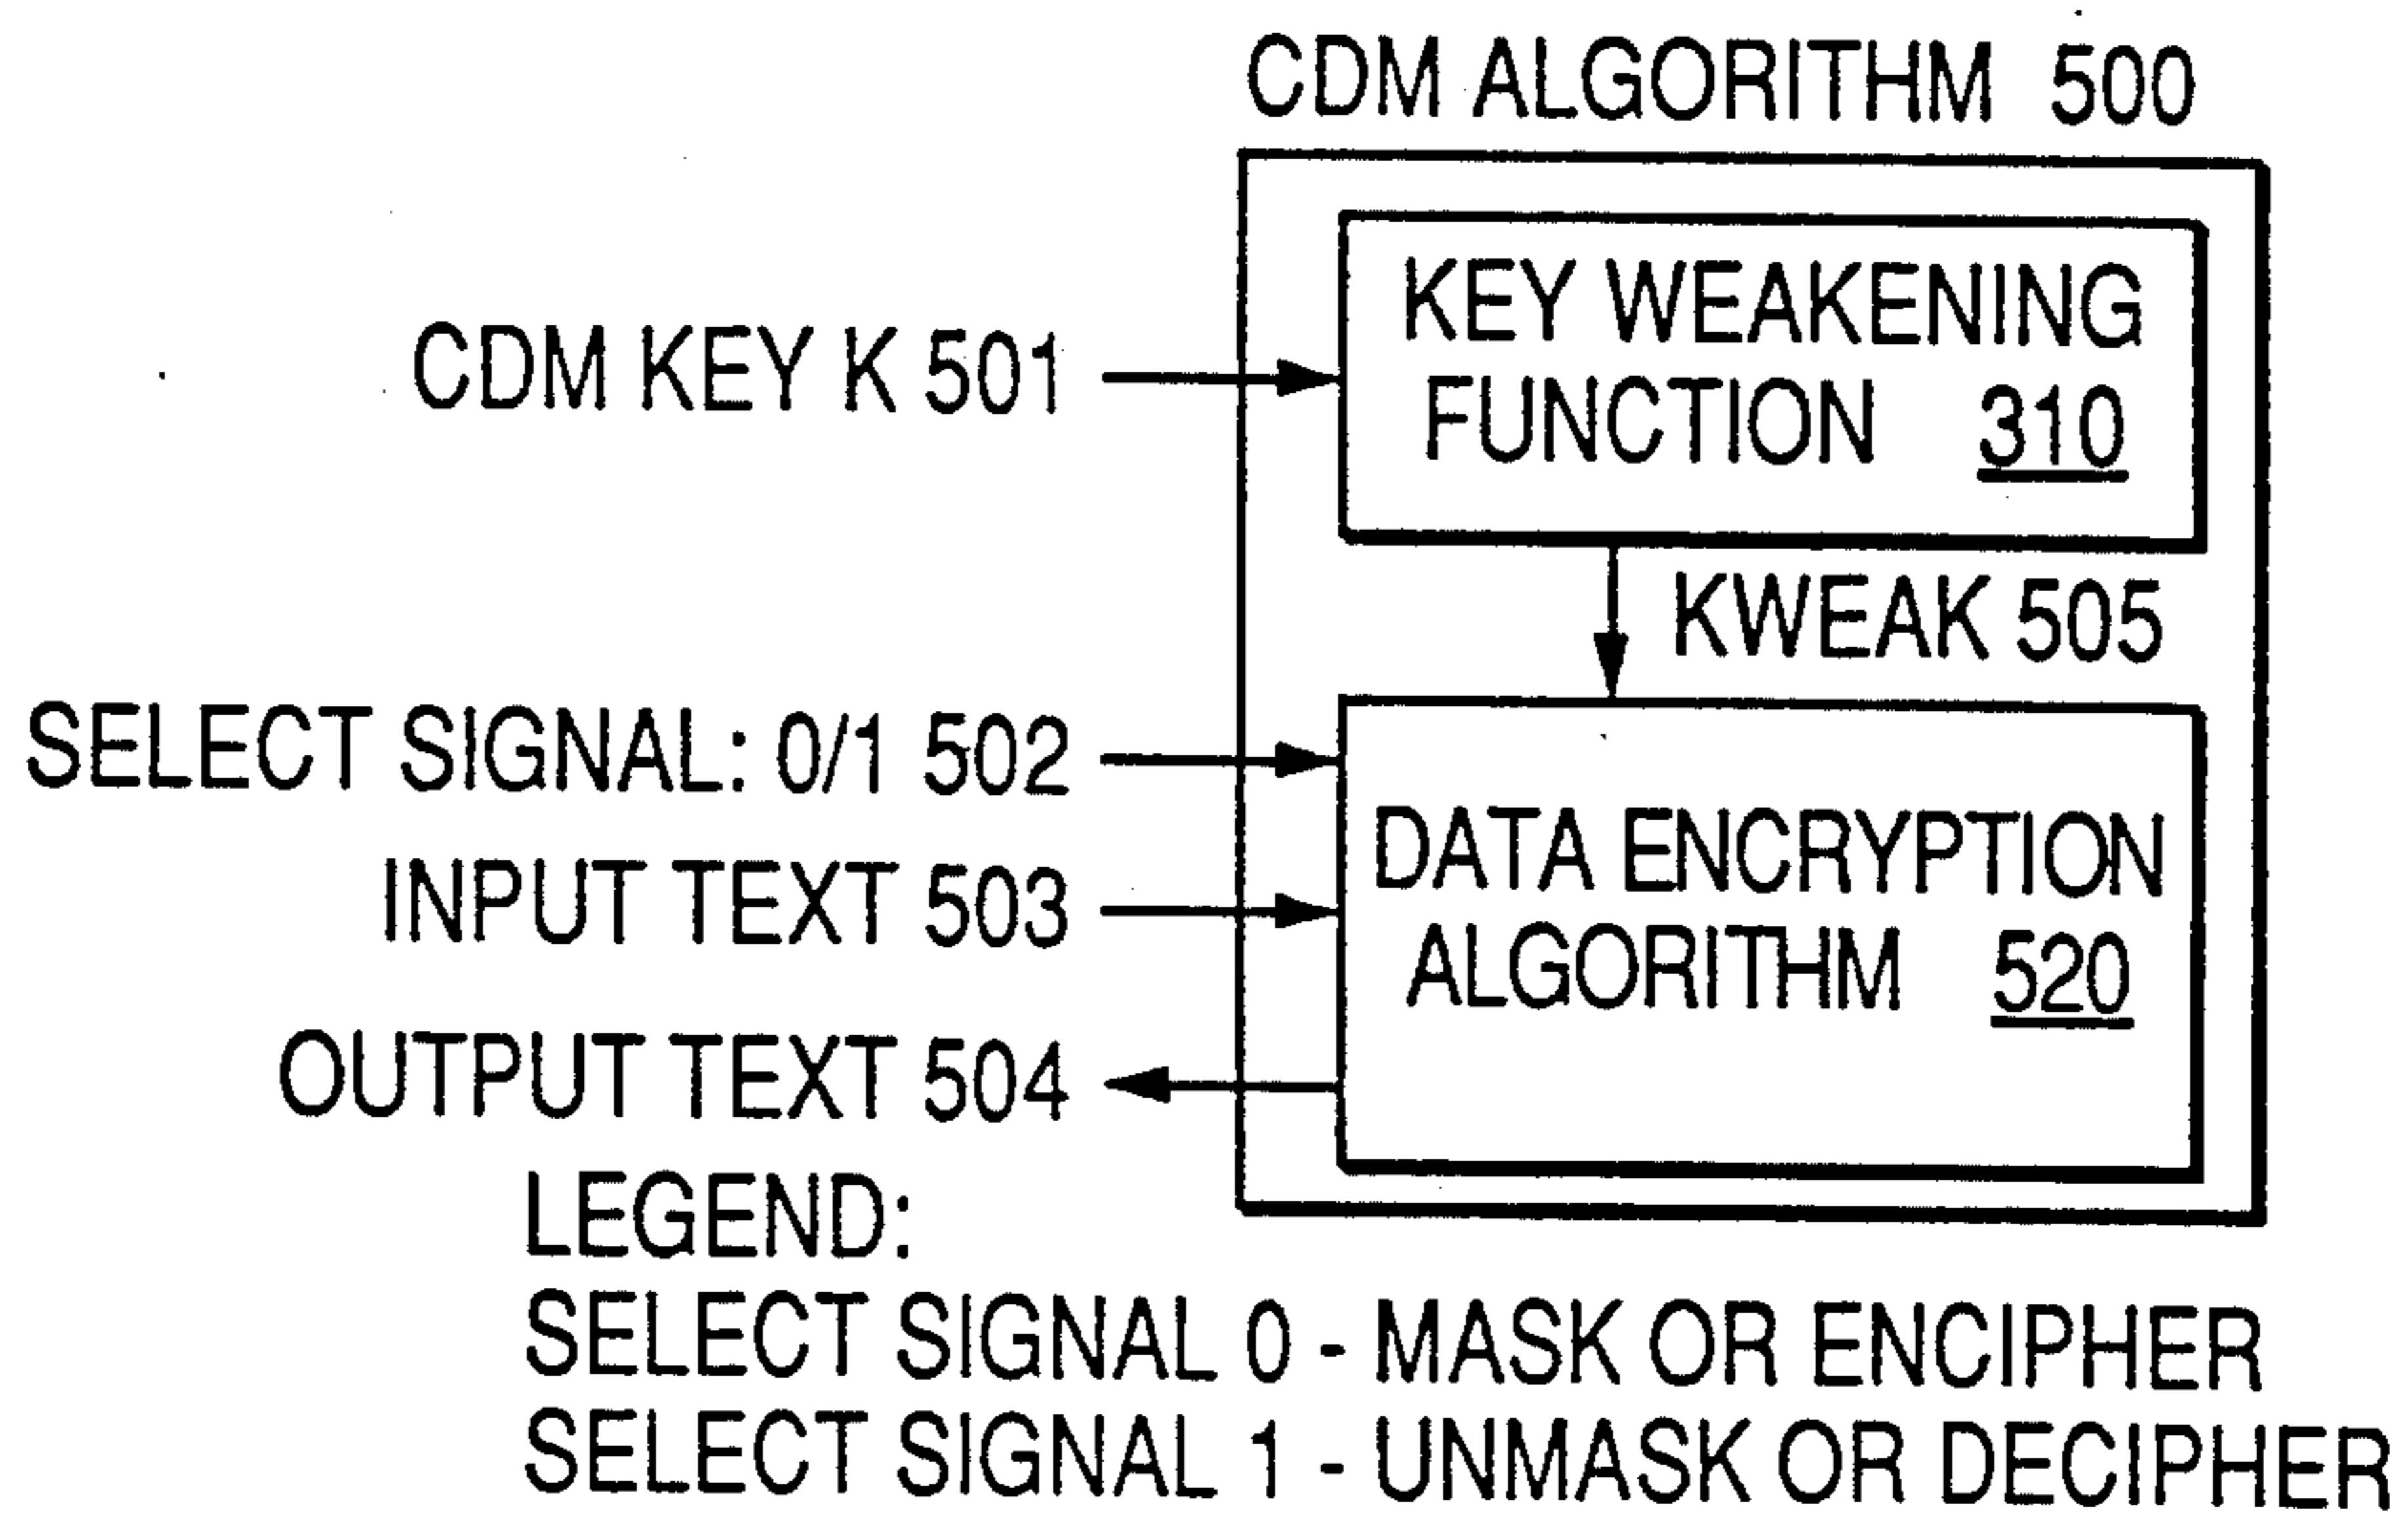 CDM ALGORITHM 500
KEY WEAKENING
FUNCTION 310
CDM KEY K 501
KWEAK 505
SELECT SIGNAL: 0/1 502
INPUT TEXT 503
DATA ENCRYPTION
ALGORITHM 520
OUTPUT TEXT 504
LEGEND:
SELECT SIGNAL 0 - MASK OR ENCIPHER
SELECT SIGNAL 1 - UNMASK OR DECIPHER